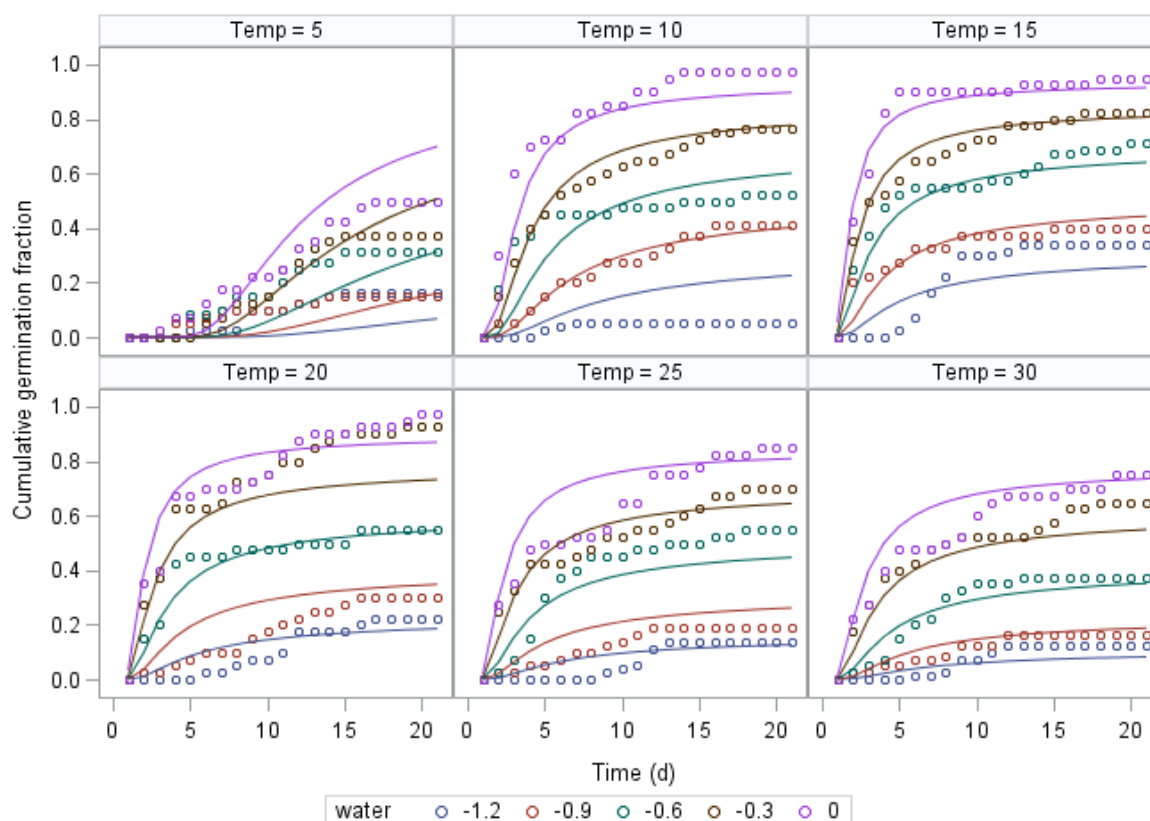 Temp = 5
Temp = 10
Temp = 15
1.0
0.8
0.6
0.4
0.2
0.0
Temp = 20
Temp = 25
Temp = 30
1.0
0.8
0.6
0.4
0.2
0.0
Cumulative germination fraction
0 5 10 15 20
0 5 10 15 20
0 5 10 15 20
Time (d)
water -1.2 -0.9 -0.6 -0.3 0